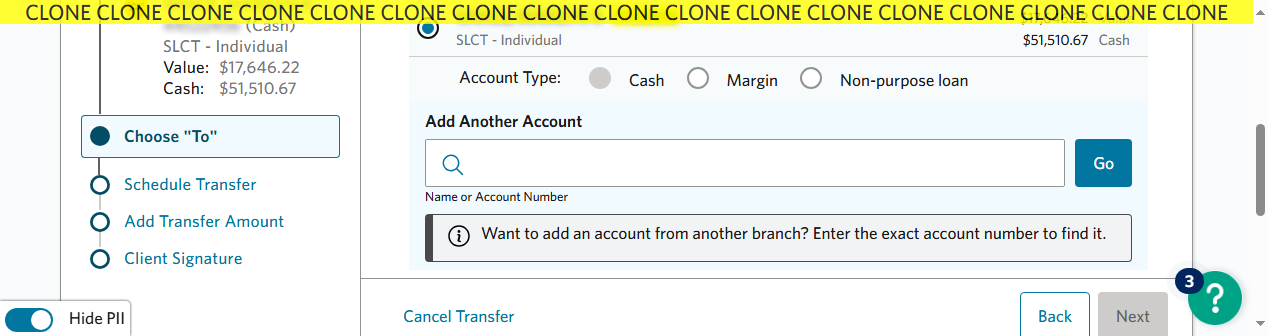 CLONE CLONE CLONE CLONE CLONE CLONE CLONE CLONE CLONE CLONE CLONE CLONE CLONE CLONE CLONE CLONE CLONE
(Cash)
SLCT - Individual
Value: $17,646.22
Cash: $51,510.67
Choose "To"
Schedule Transfer
Add Transfer Amount
Client Signature
Hide PII
SLCT - Individual
$51,510.67 Cash
Account Type:
Cash
Margin
Non-purpose loan
Add Another Account
Go
Name or Account Number
Want to add an account from another branch? Enter the exact account number to find it.
Cancel Transfer
Back
Next
3
?